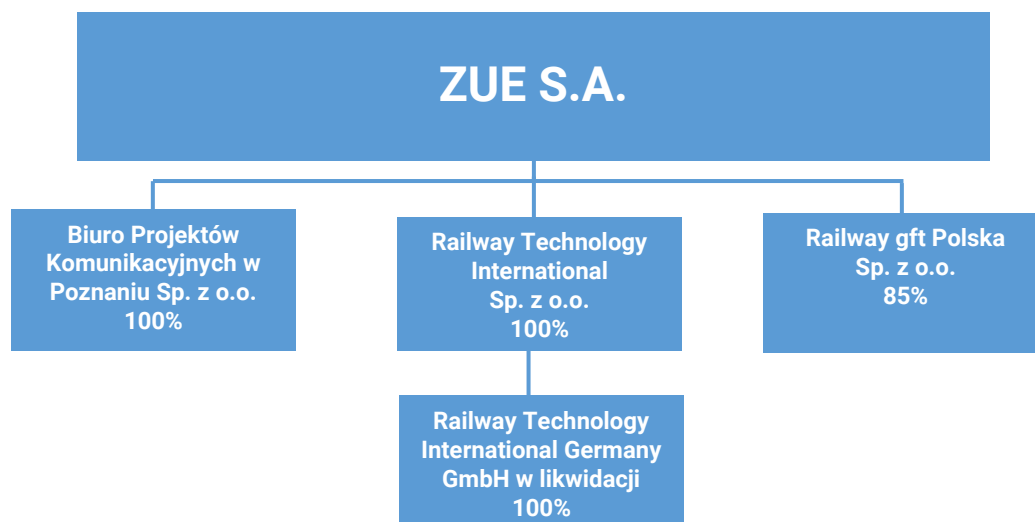 ZUE S.A.
Biuro Projektów
Komunikacyjnych w
Poznaniu Sp. z o.o.
100%
Railway Technology
International
Sp. z o.o.
100%
Railway gft Polska
Sp. z o.o.
85%
Railway Technology
International Germany
GmbH w likwidacji
100%